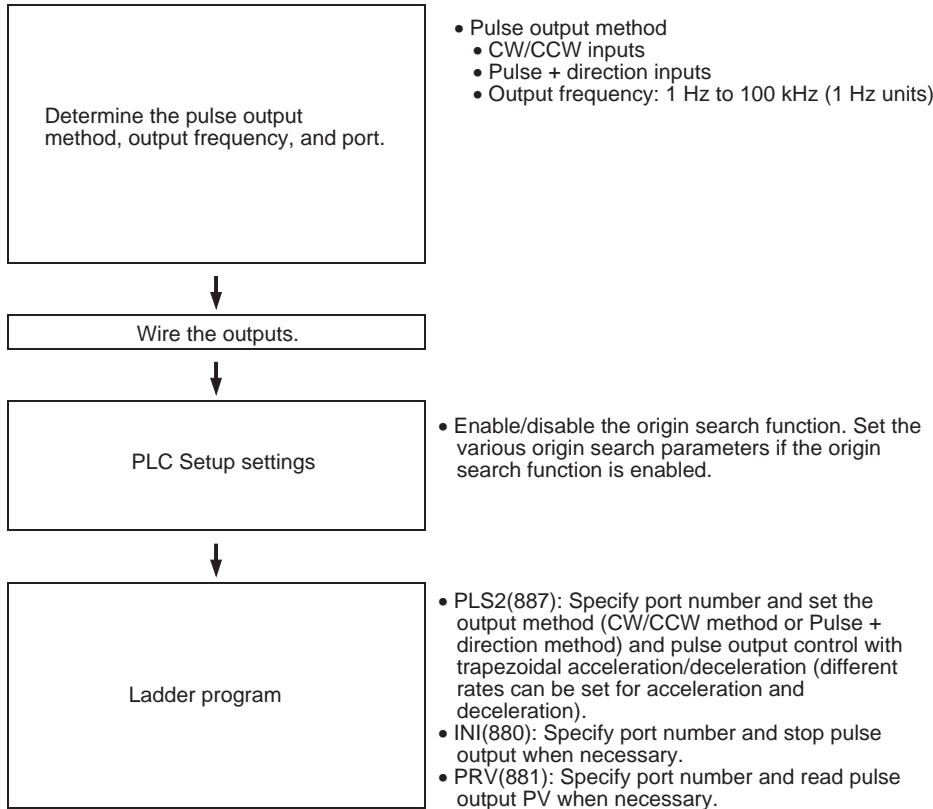 Determine the pulse output
method, output frequency, and port.
• Pulse output method
• CW/CCW inputs
• Pulse + direction inputs
• Output frequency: 1 Hz to 100 kHz (1 Hz units)
Wire the outputs.
PLC Setup settings
• Enable/disable the origin search function. Set the
various origin search parameters if the origin
search function is enabled.
Ladder program
• PLS2(887): Specify port number and set the
output method (CW/CCW method or Pulse +
direction method) and pulse output control with
trapezoidal acceleration/deceleration (different
rates can be set for acceleration and
deceleration).
• INI(880): Specify port number and stop pulse
output when necessary.
• PRV(881): Specify port number and read pulse
output PV when necessary.